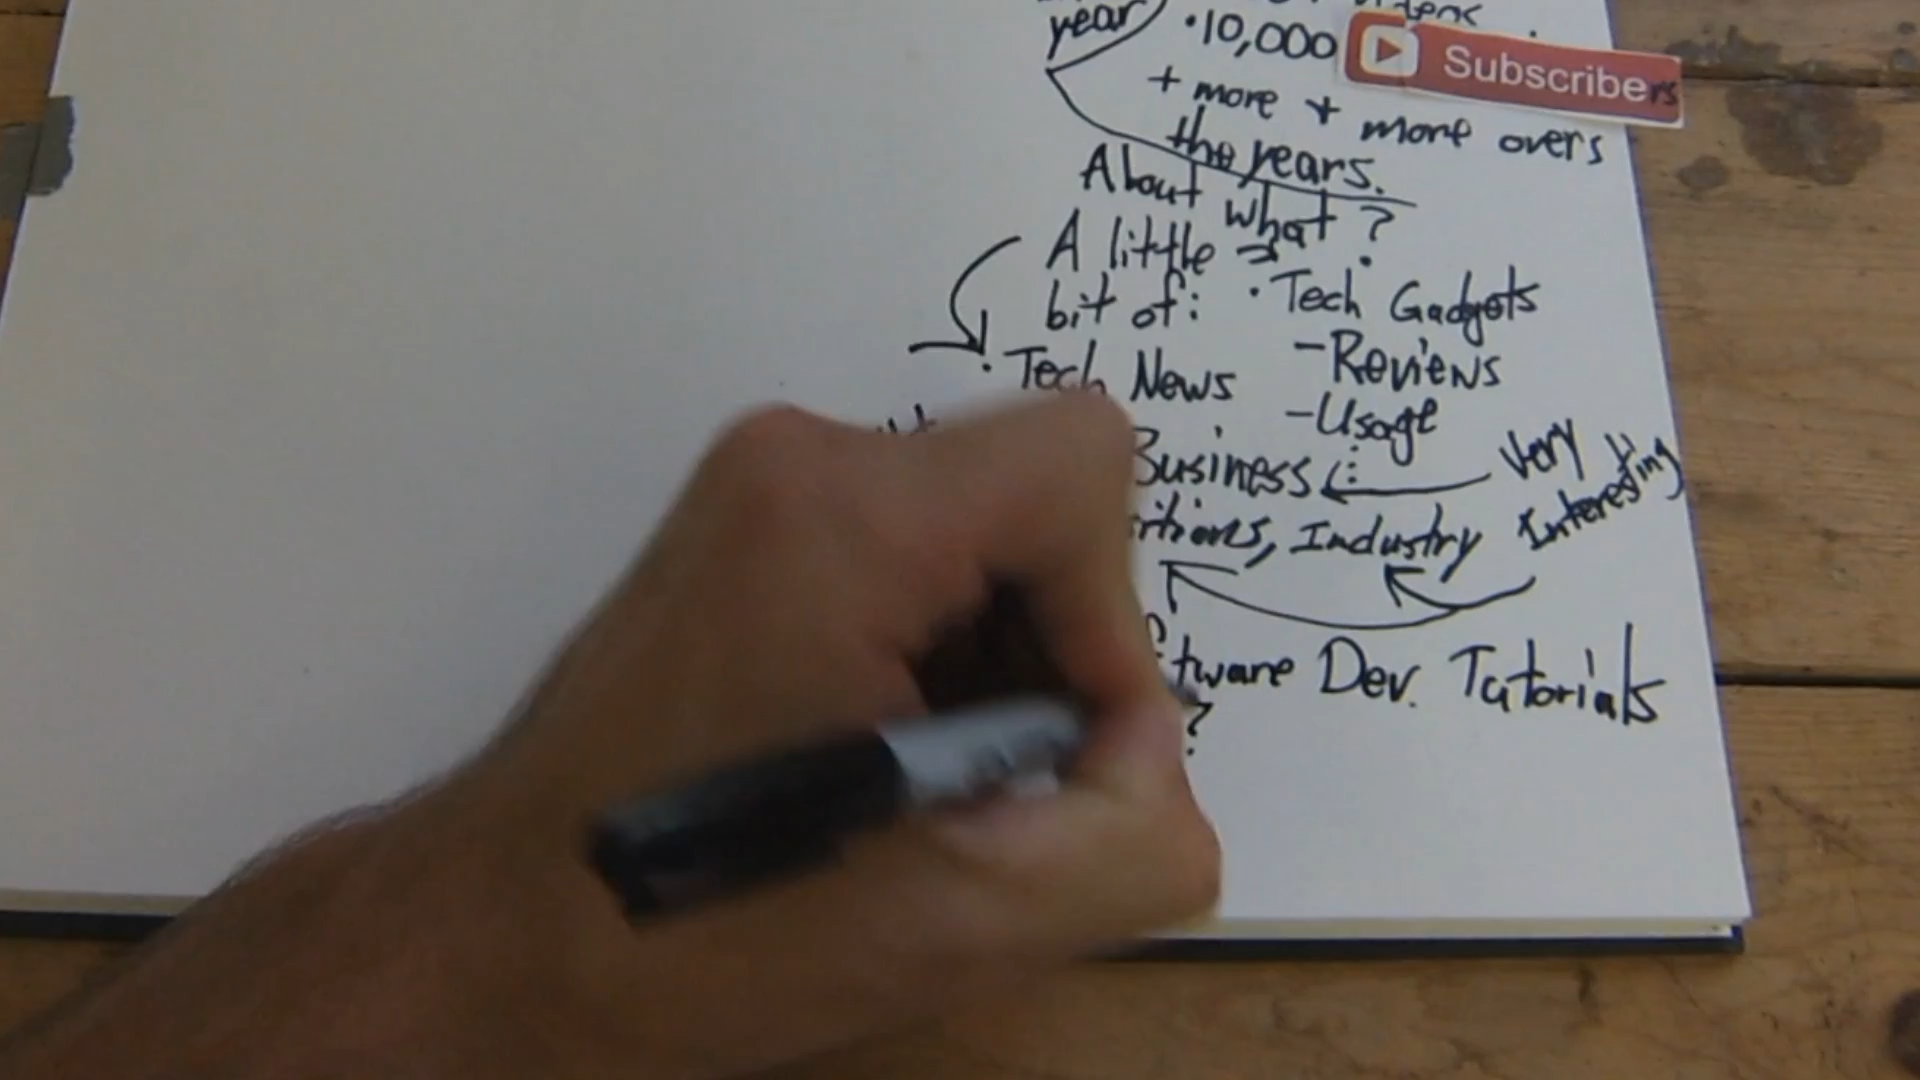 year
• 10,000 Subscribers
+ more + more overs
the years.
About what?
A little
bit of:
• Tech Gadgets
- Reviews
- Usage
• Tech News
Business
Very
Interesting
Industry
Dev. Tutorials
?